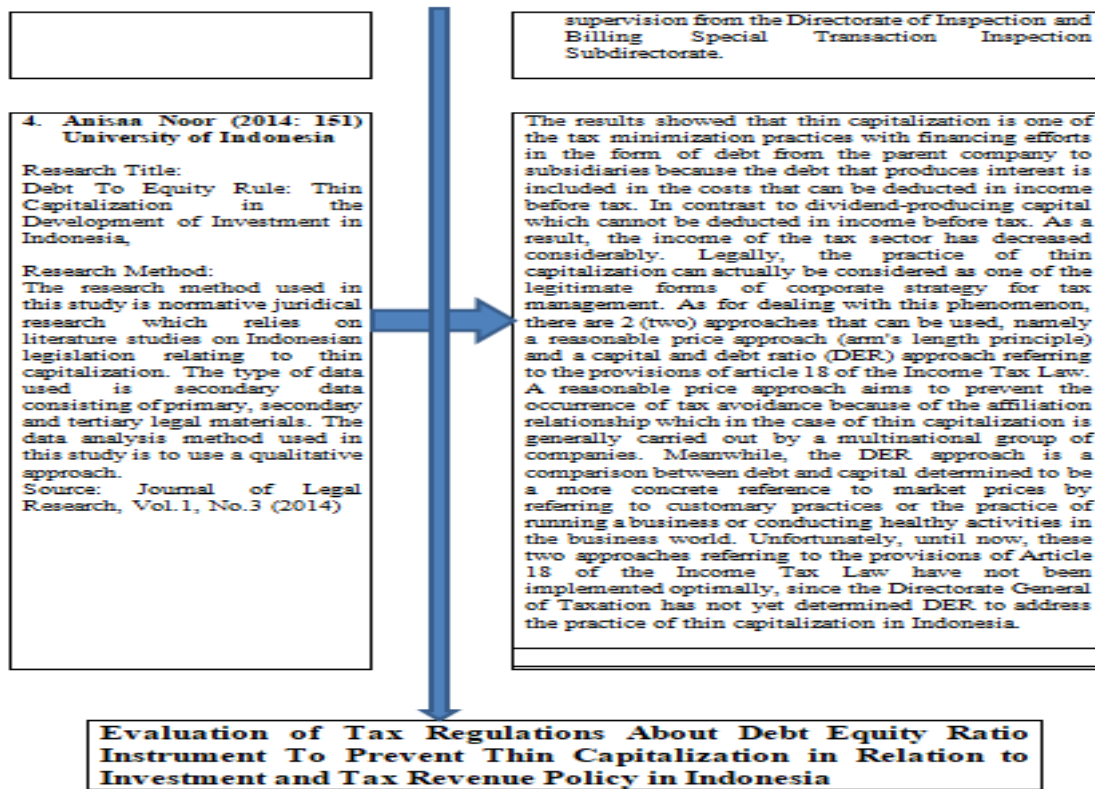 supervision from the Directorate of Inspection and
Billing Special Transaction Inspection
Subdirectorate.
4. Anisaa Noor (2014: 151)
University of Indonesia
Research Title:
Debt To Equity Rule: Thin
Capitalization in the
Development of Investment in
Indonesia,
Research Method:
The research method used in
this study is normative juridical
research which relies on
literature studies on Indonesian
legislation relating to thin
capitalization. The type of data
used is secondary data
consisting of primary, secondary
and tertiary legal materials. The
data analysis method used in
this study is to use a qualitative
approach.
Source: Journal of Legal
Research, Vol.1, No.3 (2014)
The results showed that thin capitalization is one of
the tax minimization practices with financing efforts
in the form of debt from the parent company to
subsidiaries because the debt that produces interest is
included in the costs that can be deducted in income
before tax. In contrast to dividend-producing capital
which cannot be deducted in income before tax. As a
result, the income of the tax sector has decreased
considerably. Legally, the practice of thin
capitalization can actually be considered as one of the
legitimate forms of corporate strategy for tax
management. As for dealing with this phenomenon,
there are 2 (two) approaches that can be used, namely
a reasonable price approach (arm's length principle)
and a capital and debt ratio (DER) approach referring
to the provisions of article 18 of the Income Tax Law.
A reasonable price approach aims to prevent the
occurrence of tax avoidance because of the affiliation
relationship which in the case of thin capitalization is
generally carried out by a multinational group of
companies. Meanwhile, the DER approach is a
comparison between debt and capital determined to be
a more concrete reference to market prices by
referring to customary practices or the practice of
running a business or conducting healthy activities in
the business world. Unfortunately, until now, these
two approaches referring to the provisions of Article
18 of the Income Tax Law have not been
implemented optimally, since the Directorate General
of Taxation has not yet determined DER to address
the practice of thin capitalization in Indonesia.
Evaluation of Tax Regulations About Debt Equity Ratio
Instrument To Prevent Thin Capitalization in Relation to
Investment and Tax Revenue Policy in Indonesia